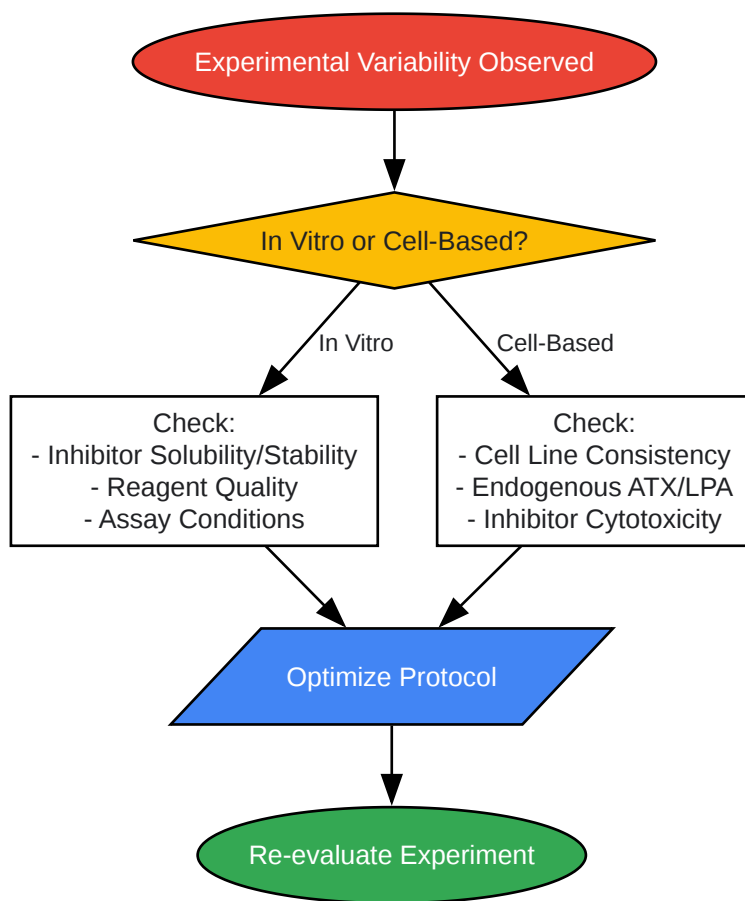 Experimental Variability Observed
In Vitro or Cell-Based?
In Vitro
Cell-Based
Check:
- Inhibitor Solubility/Stability
- Reagent Quality
- Assay Conditions
Check:
- Cell Line Consistency
- Endogenous ATX/LPA
- Inhibitor Cytotoxicity
Optimize Protocol
Re-evaluate Experiment